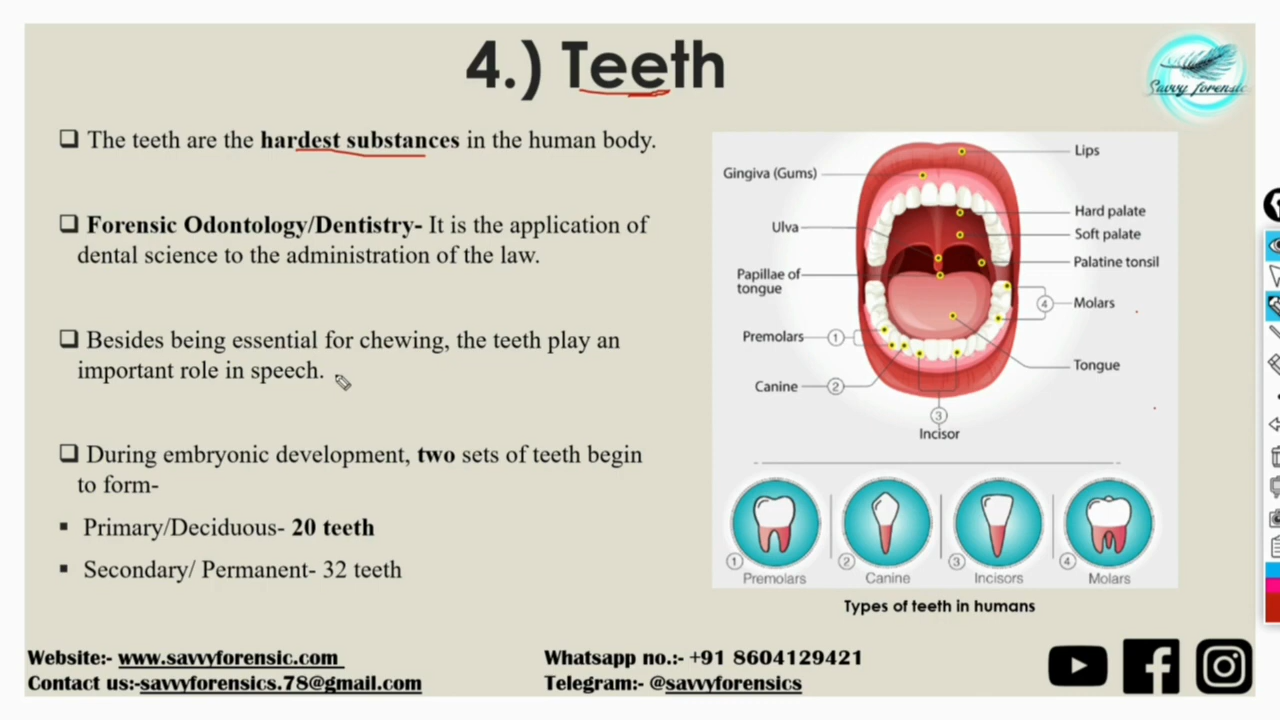 4.) Teeth
Savvy forensic
❑ The teeth are the hardest substances in the human body.
❑ Forensic Odontology/Dentistry- It is the application of
dental science to the administration of the law.
❑ Besides being essential for chewing, the teeth play an
important role in speech.
❑ During embryonic development, two sets of teeth begin
to form-
▪ Primary/Deciduous- 20 teeth
▪ Secondary/ Permanent- 32 teeth
Lips
Gingiva (Gums)
Hard palate
Ulva
Soft palate
Palatine tonsil
Papillae of
tongue
4 Molars
Premolars 1
Tongue
Canine 2
3
Incisor
1 Premolars
2 Canine
3 Incisors
4 Molars
Types of teeth in humans
Website:- www.savvyforensic.com
Whatsapp no.:- +91 8604129421
Contact us:-savvyforensics.78@gmail.com
Telegram:- @savvyforensics